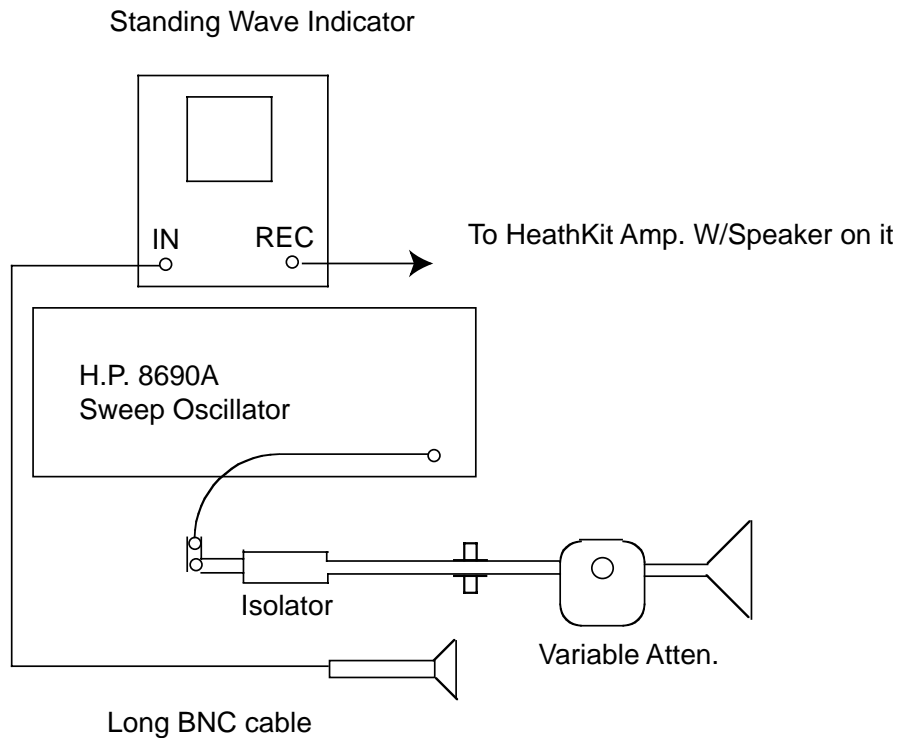 Standing Wave Indicator
IN
REC
To HeathKit Amp. W/Speaker on it
H.P. 8690A
Sweep Oscillator
Isolator
Variable Atten.
Long BNC cable